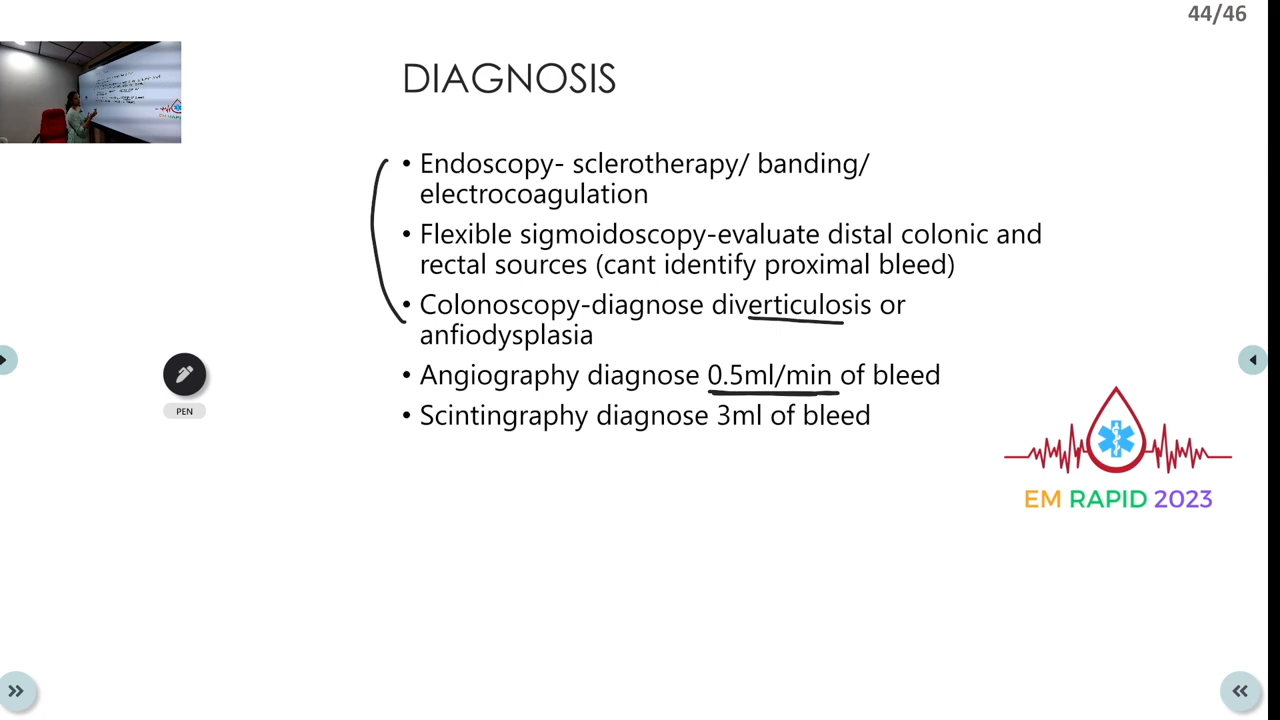 44/46
DIAGNOSIS
• Endoscopy- sclerotherapy/ banding/
electrocoagulation
• Flexible sigmoidoscopy-evaluate distal colonic and
rectal sources (cant identify proximal bleed)
• Colonoscopy-diagnose diverticulosis or
anfiodysplasia
• Angiography diagnose 0.5ml/min of bleed
• Scintingraphy diagnose 3ml of bleed
PEN
EM RAPID 2023